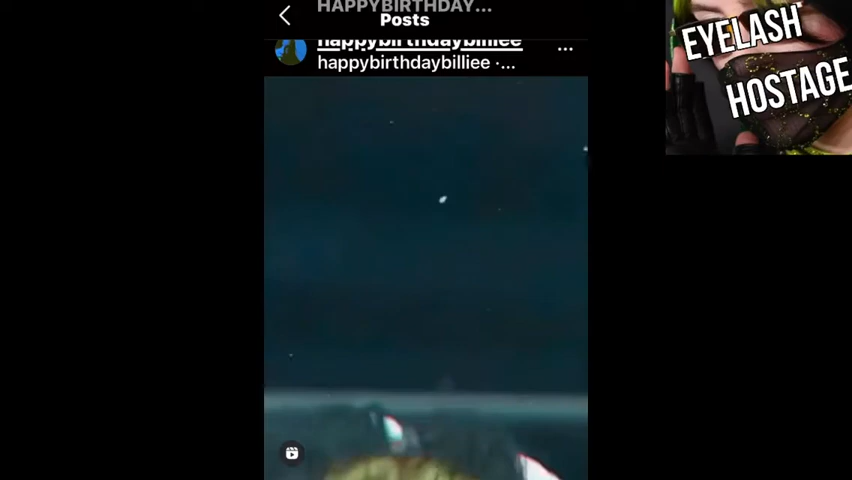 HAPPYBIRTHDAY...
Posts
happybirthdaybilliee
happybirthdaybilliee ·...
EYELASH
HOSTAGE